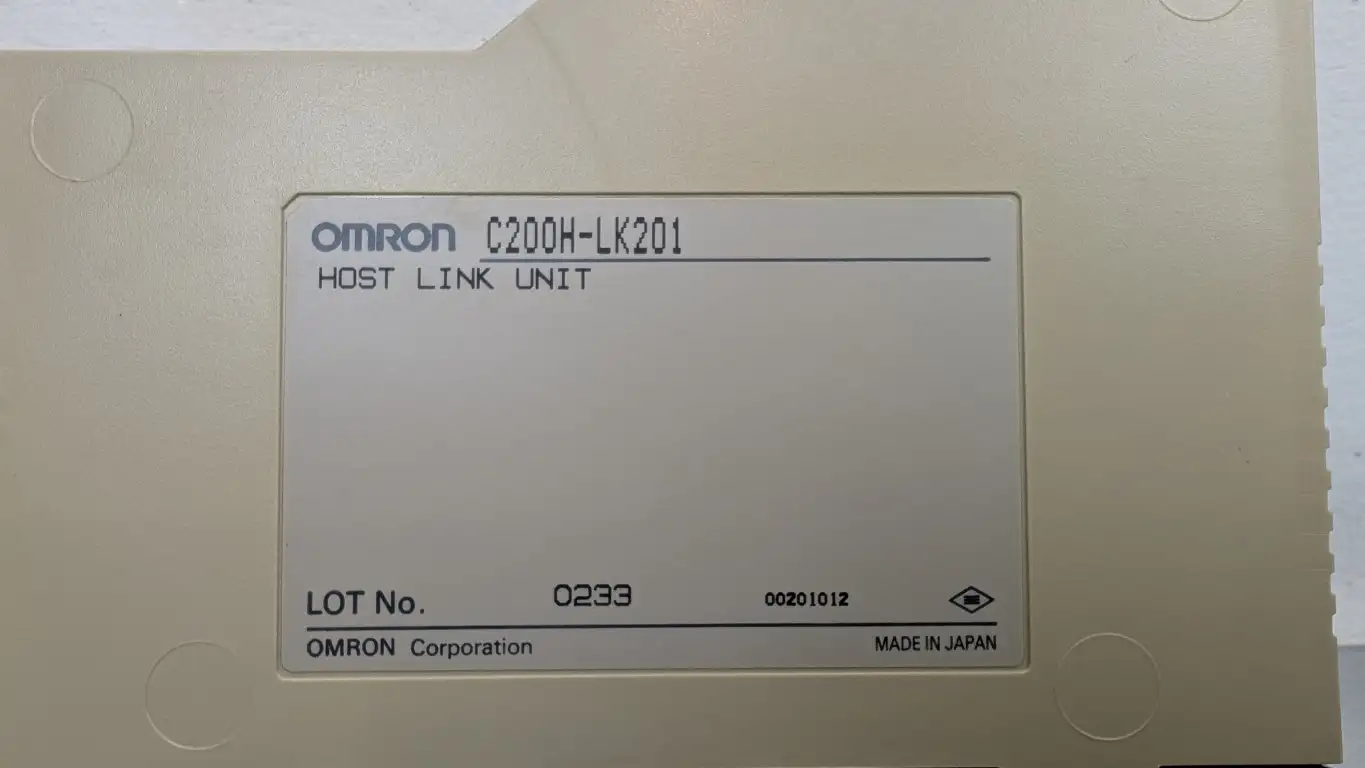 OMRON C200H-LK201
HOST LINK UNIT
LOT No. 0233 00201012
OMRON Corporation MADE IN JAPAN